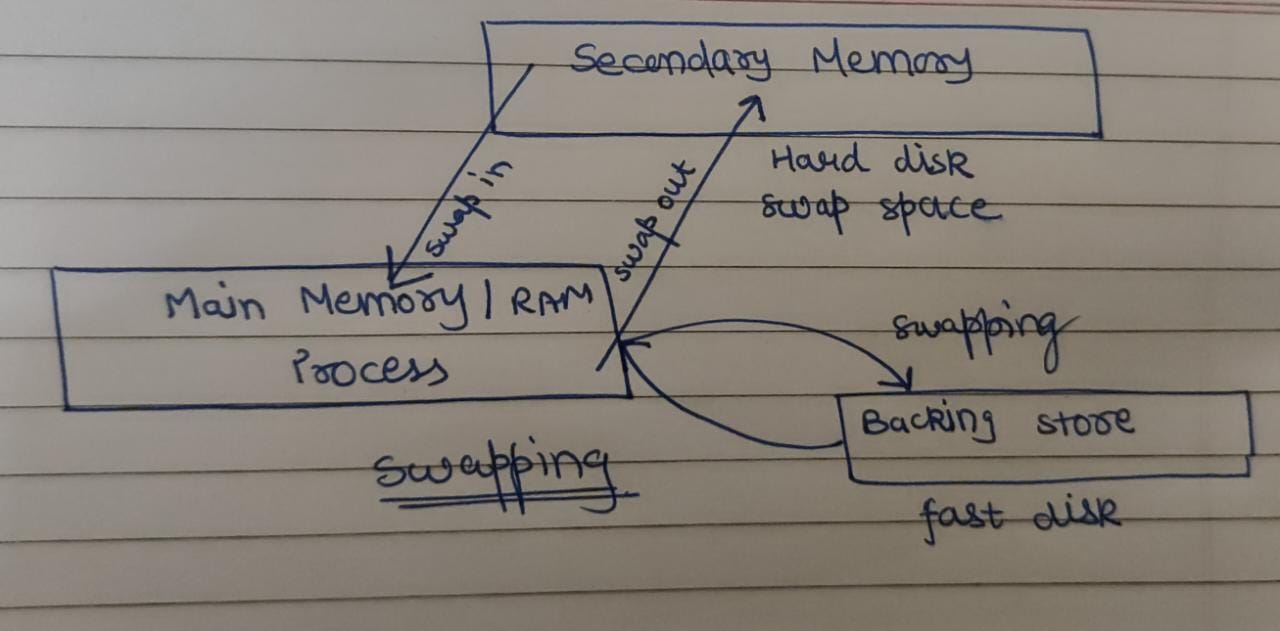 Secondary Memory
Hard disk
swap space
swap in
swap out
Main Memory / RAM
Process
swapping
Backing store
fast disk
swapping